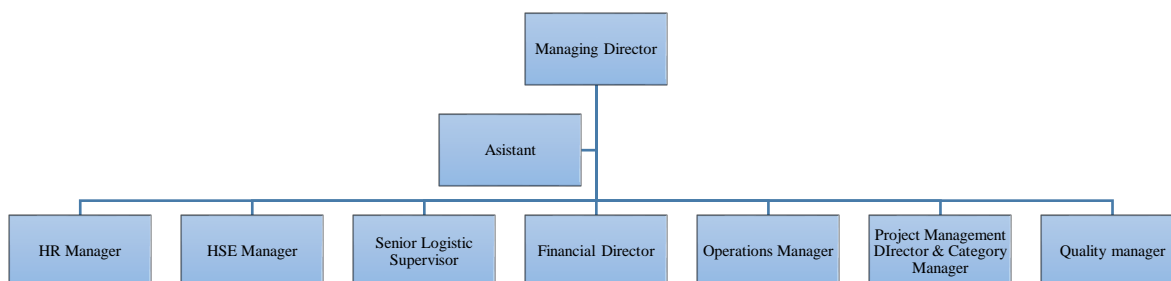 Managing Director
Asistant
HR Manager
HSE Manager
Senior Logistic
Supervisor
Financial Director
Operations Manager
Project Management
DIrector & Category
Manager
Quality manager